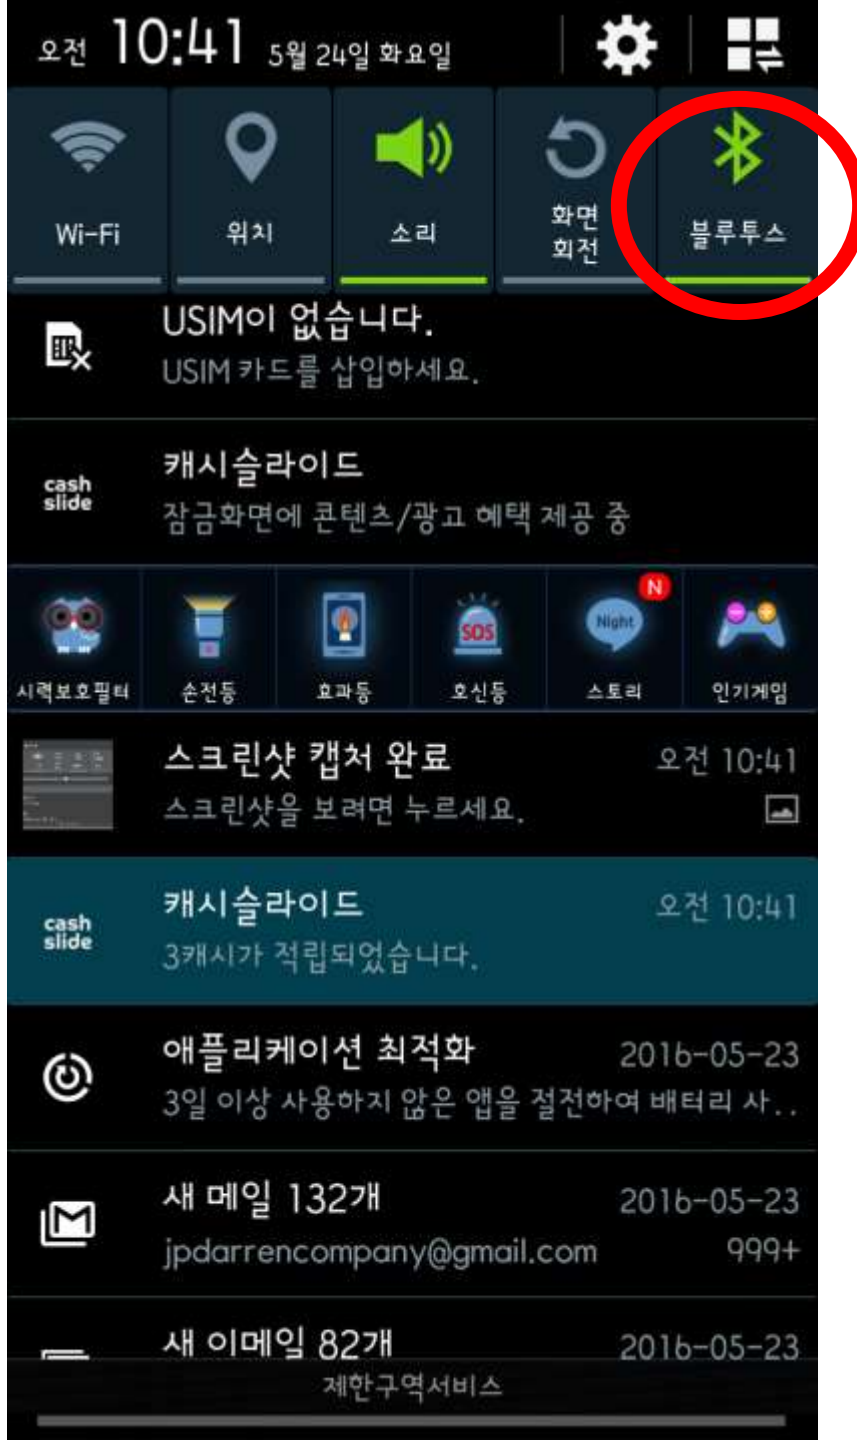 오전 10:41 5월 24일 화요일
Wi-Fi
위치
소리
화면
회전
블루투스
USIM이 없습니다.
USIM 카드를 삽입하세요.
cash
slide
캐시슬라이드
잠금화면에 콘텐츠/광고 혜택 제공 중
SOS
Night
N
시력보호필터
손전등
효과등
호신등
스토리
인기게임
스크린샷 캡처 완료
오전 10:41
스크린샷을 보려면 누르세요.
cash
slide
캐시슬라이드
오전 10:41
3캐시가 적립되었습니다.
애플리케이션 최적화
2016-05-23
3일 이상 사용하지 않은 앱을 절전하여 배터리 사..
새 메일 132개
2016-05-23
jpdarrencompany@gmail.com
999+
새 이메일 82개
2016-05-23
제한구역서비스